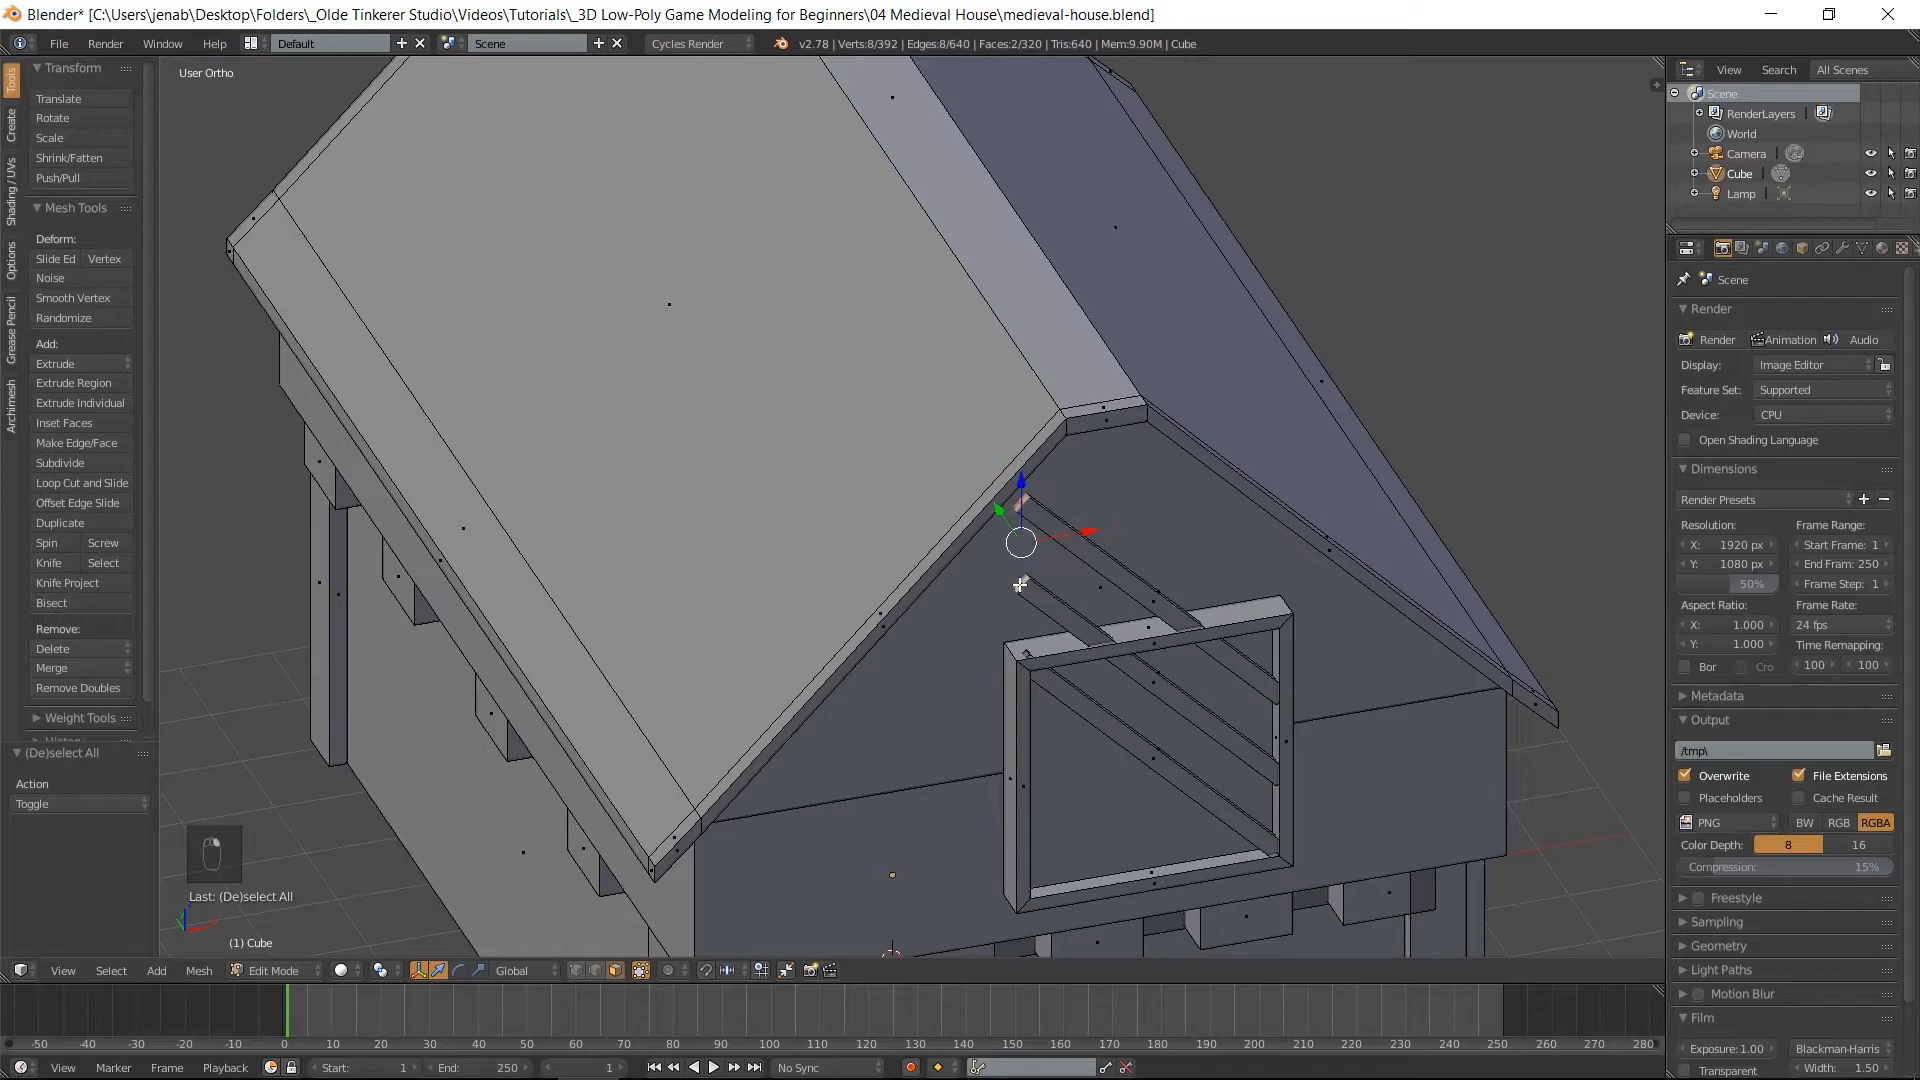 Blender* [C:\Users\jenab\Desktop\Folders\_Olde Tinkerer Studio\Videos\Tutorials\_3D Low-Poly Game Modeling for Beginners\04 Medieval House\medieval-house.blend]
File Render Window Help Default Scene Cycles Render v2.78 | Verts:8/392 | Edges:8/640 | Faces:2/320 | Tris:640 | Mem:9.90M | Cube
Tools
Create
Shading / UVs
Options
Grease Pencil
Archimesh
Transform
Translate
Rotate
Scale
Shrink/Fatten
Push/Pull
Mesh Tools
Deform:
Slide Ed Vertex
Noise
Smooth Vertex
Randomize
Add:
Extrude
Extrude Region
Extrude Individual
Inset Faces
Make Edge/Face
Subdivide
Loop Cut and Slide
Offset Edge Slide
Duplicate
Spin Screw
Knife Select
Knife Project
Bisect
Remove:
Delete
Merge
Remove Doubles
Weight Tools
(De)select All
Action
Toggle
User Ortho
Last: (De)select All
(1) Cube
View Select Add Mesh Edit Mode Global
-50 -40 -30 -20 -10 0 10 20 30 40 50 60 70 80 90 100 110 120 130 140 150 160 170 180 190 200 210 220 230 240 250 260 270 280
View Marker Frame Playback Start: 1 End: 250 1 No Sync
View Search All Scenes
Scene
RenderLayers
World
Camera
Cube
Lamp
Scene
Render
Render Animation Audio
Display: Image Editor
Feature Set: Supported
Device: CPU
Open Shading Language
Dimensions
Render Presets
Resolution: Frame Range:
X: 1920 px Start Frame: 1
Y: 1080 px End Fram: 250
50% Frame Step: 1
Aspect Ratio: Frame Rate:
X: 1.000 24 fps
Y: 1.000 Time Remapping:
Bor Cro 100 100
Metadata
Output
/tmp\
Overwrite File Extensions
Placeholders Cache Result
PNG BW RGB RGBA
Color Depth: 8 16
Compression: 15%
Freestyle
Sampling
Geometry
Light Paths
Motion Blur
Film
Exposure: 1.00 Blackman-Harris
Transparent Width: 1.50